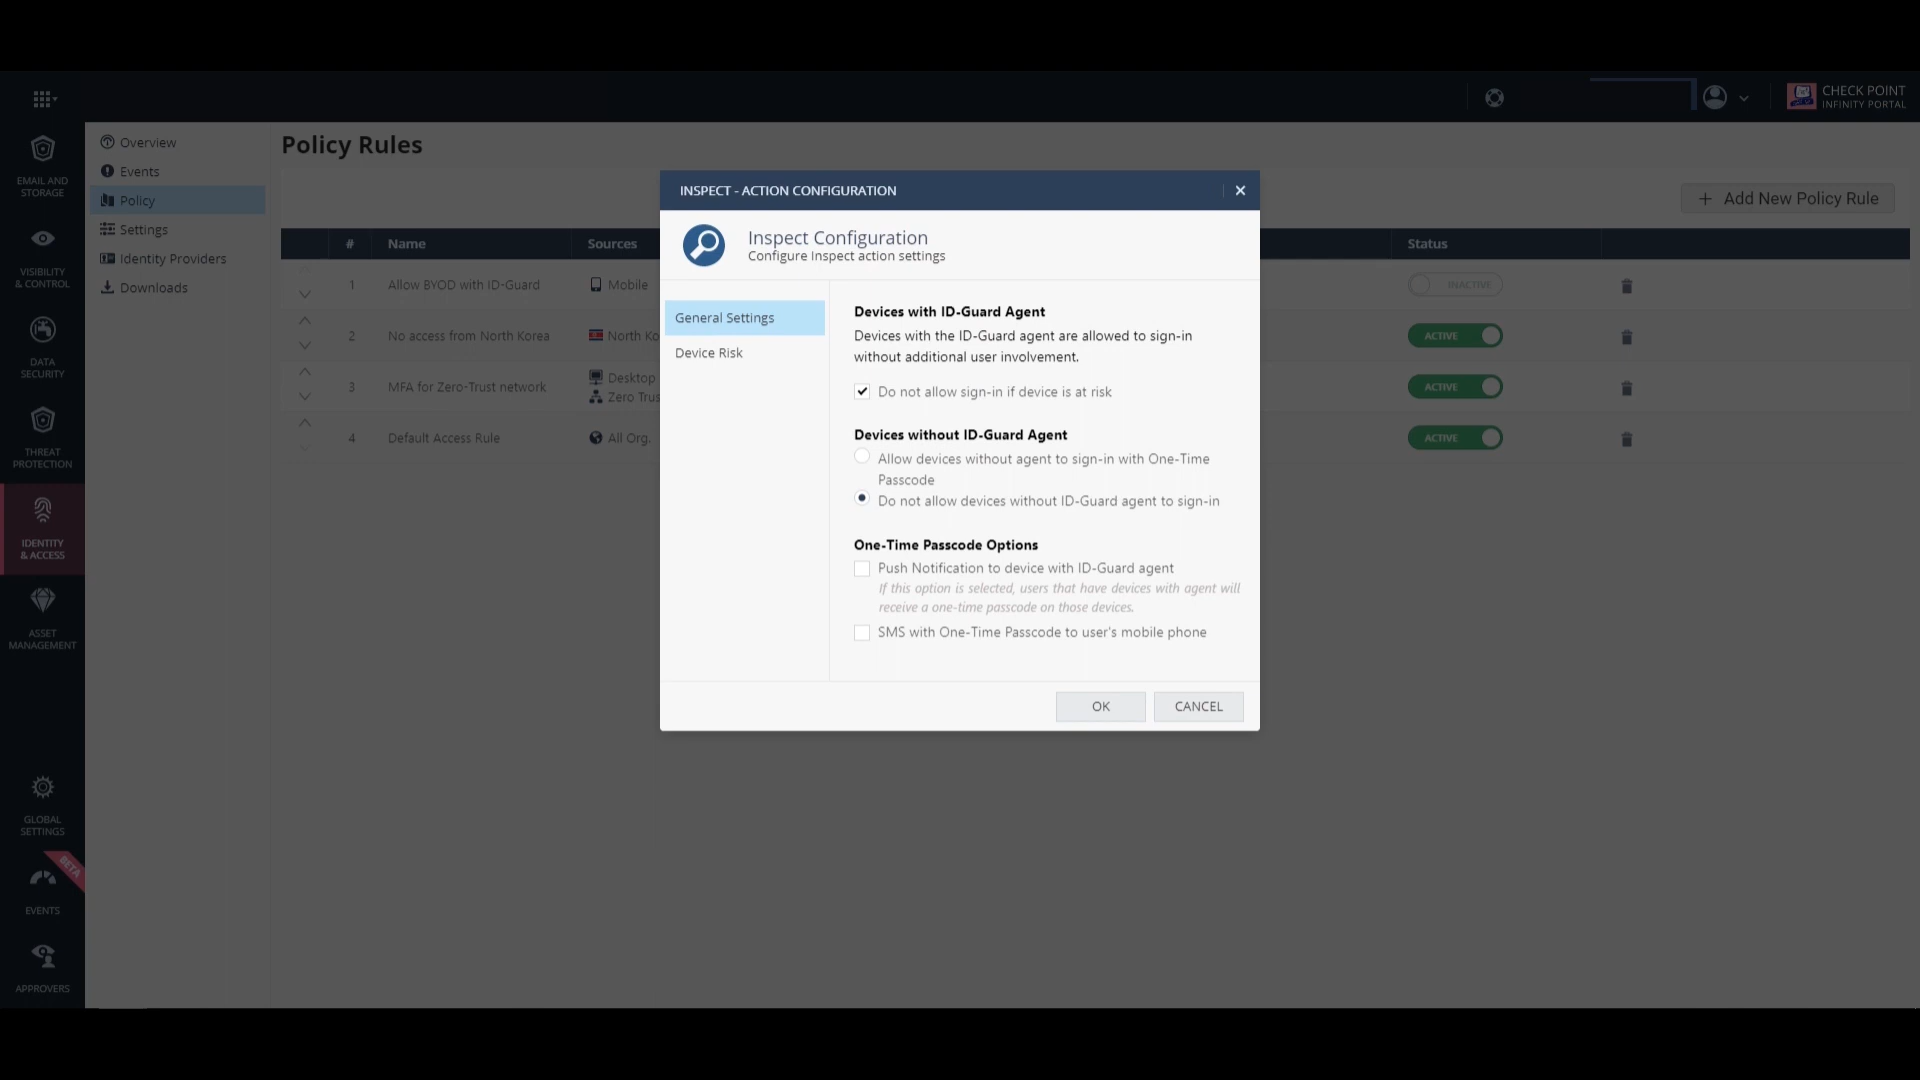 CHECK POINT
INFINITY PORTAL
EMAIL AND
STORAGE
VISIBILITY
& CONTROL
DATA
SECURITY
THREAT
PROTECTION
IDENTITY
& ACCESS
ASSET
MANAGEMENT
GLOBAL
SETTINGS
BETA
EVENTS
APPROVERS
Overview
Events
Policy
Settings
Identity Providers
Downloads
Policy Rules
+ Add New Policy Rule
# Name Sources Status
1 Allow BYOD with ID-Guard Mobile INACTIVE
2 No access from North Korea North Ko ACTIVE
3 MFA for Zero-Trust network Desktop ACTIVE
Zero Trus
4 Default Access Rule All Org. ACTIVE
INSPECT - ACTION CONFIGURATION
Inspect Configuration
Configure Inspect action settings
General Settings
Device Risk
Devices with ID-Guard Agent
Devices with the ID-Guard agent are allowed to sign-in
without additional user involvement.
Do not allow sign-in if device is at risk
Devices without ID-Guard Agent
Allow devices without agent to sign-in with One-Time
Passcode
Do not allow devices without ID-Guard agent to sign-in
One-Time Passcode Options
Push Notification to device with ID-Guard agent
If this option is selected, users that have devices with agent will
receive a one-time passcode on those devices.
SMS with One-Time Passcode to user's mobile phone
OK CANCEL